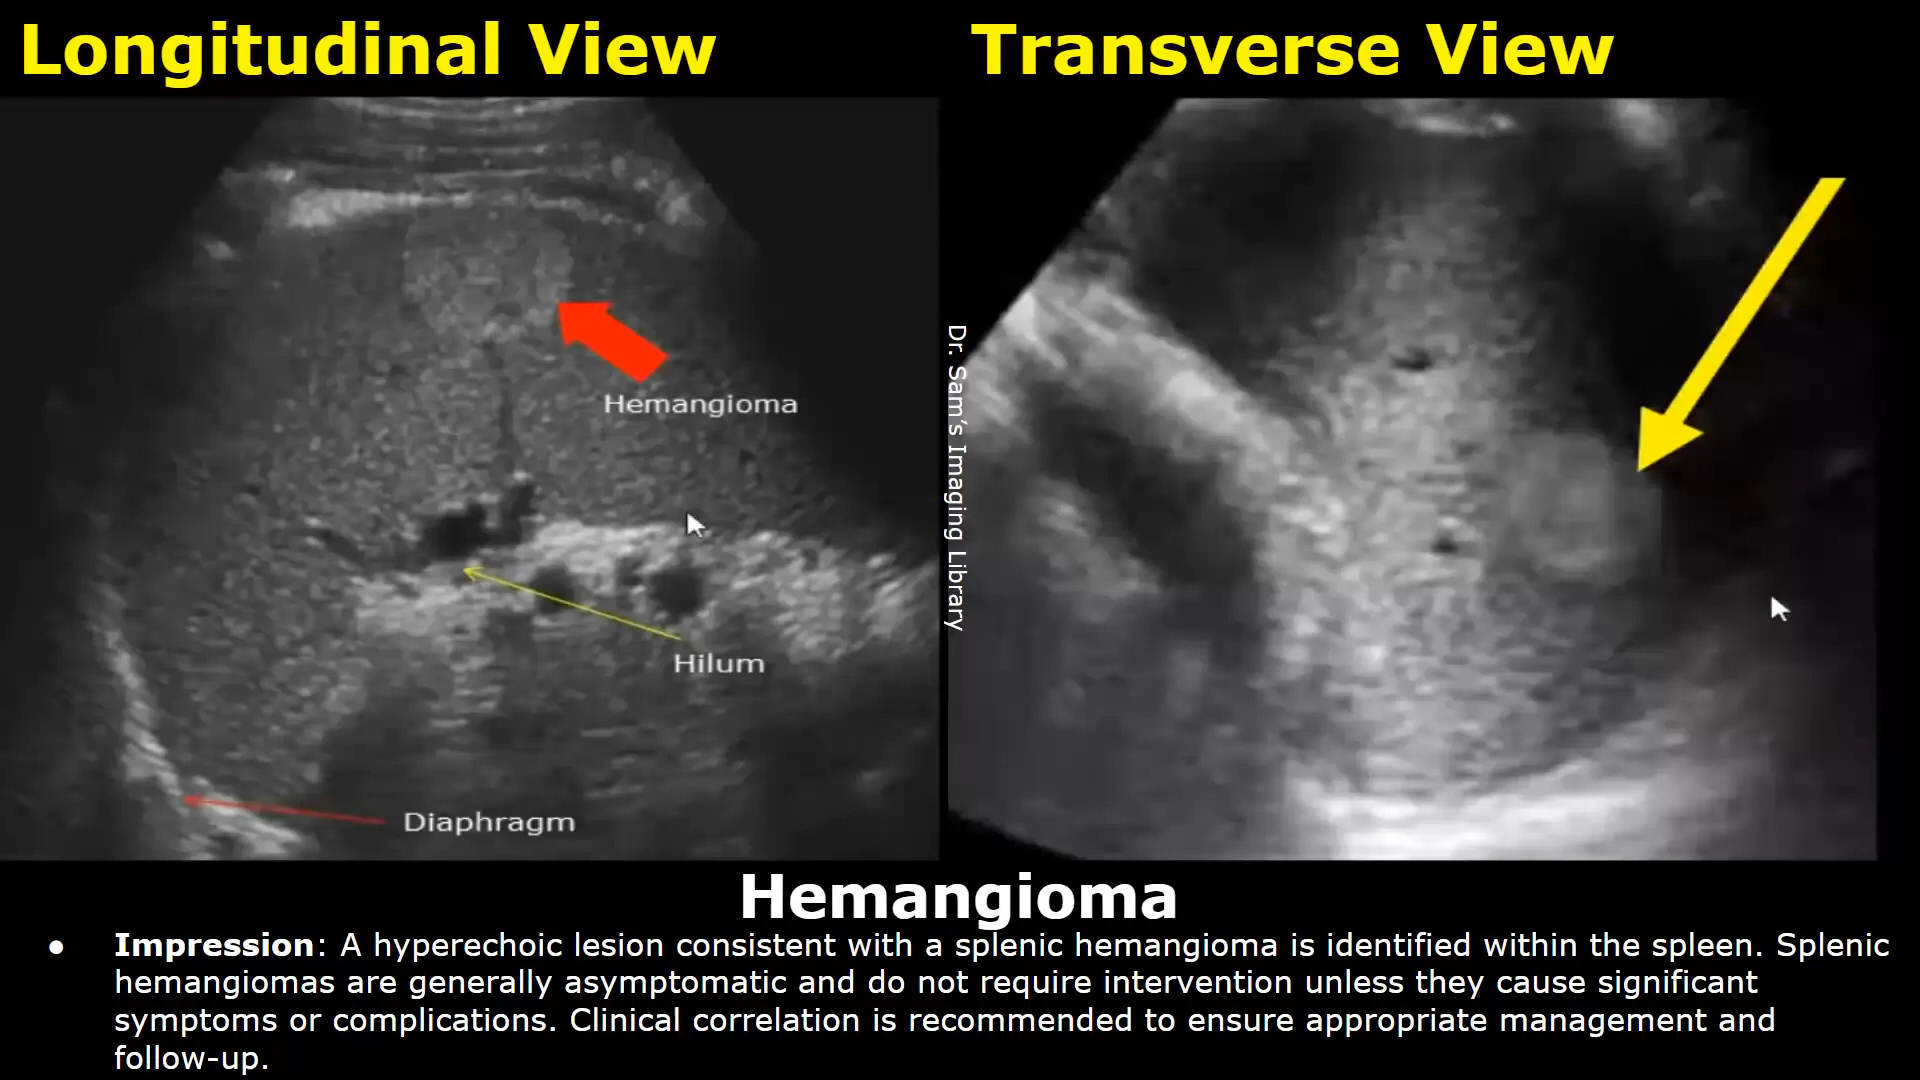 Longitudinal View
Transverse View
Hemangioma
Hilum
Diaphragm
Dr. Sam's Imaging Library
Hemangioma
● Impression: A hyperechoic lesion consistent with a splenic hemangioma is identified within the spleen. Splenic
hemangiomas are generally asymptomatic and do not require intervention unless they cause significant
symptoms or complications. Clinical correlation is recommended to ensure appropriate management and
follow-up.